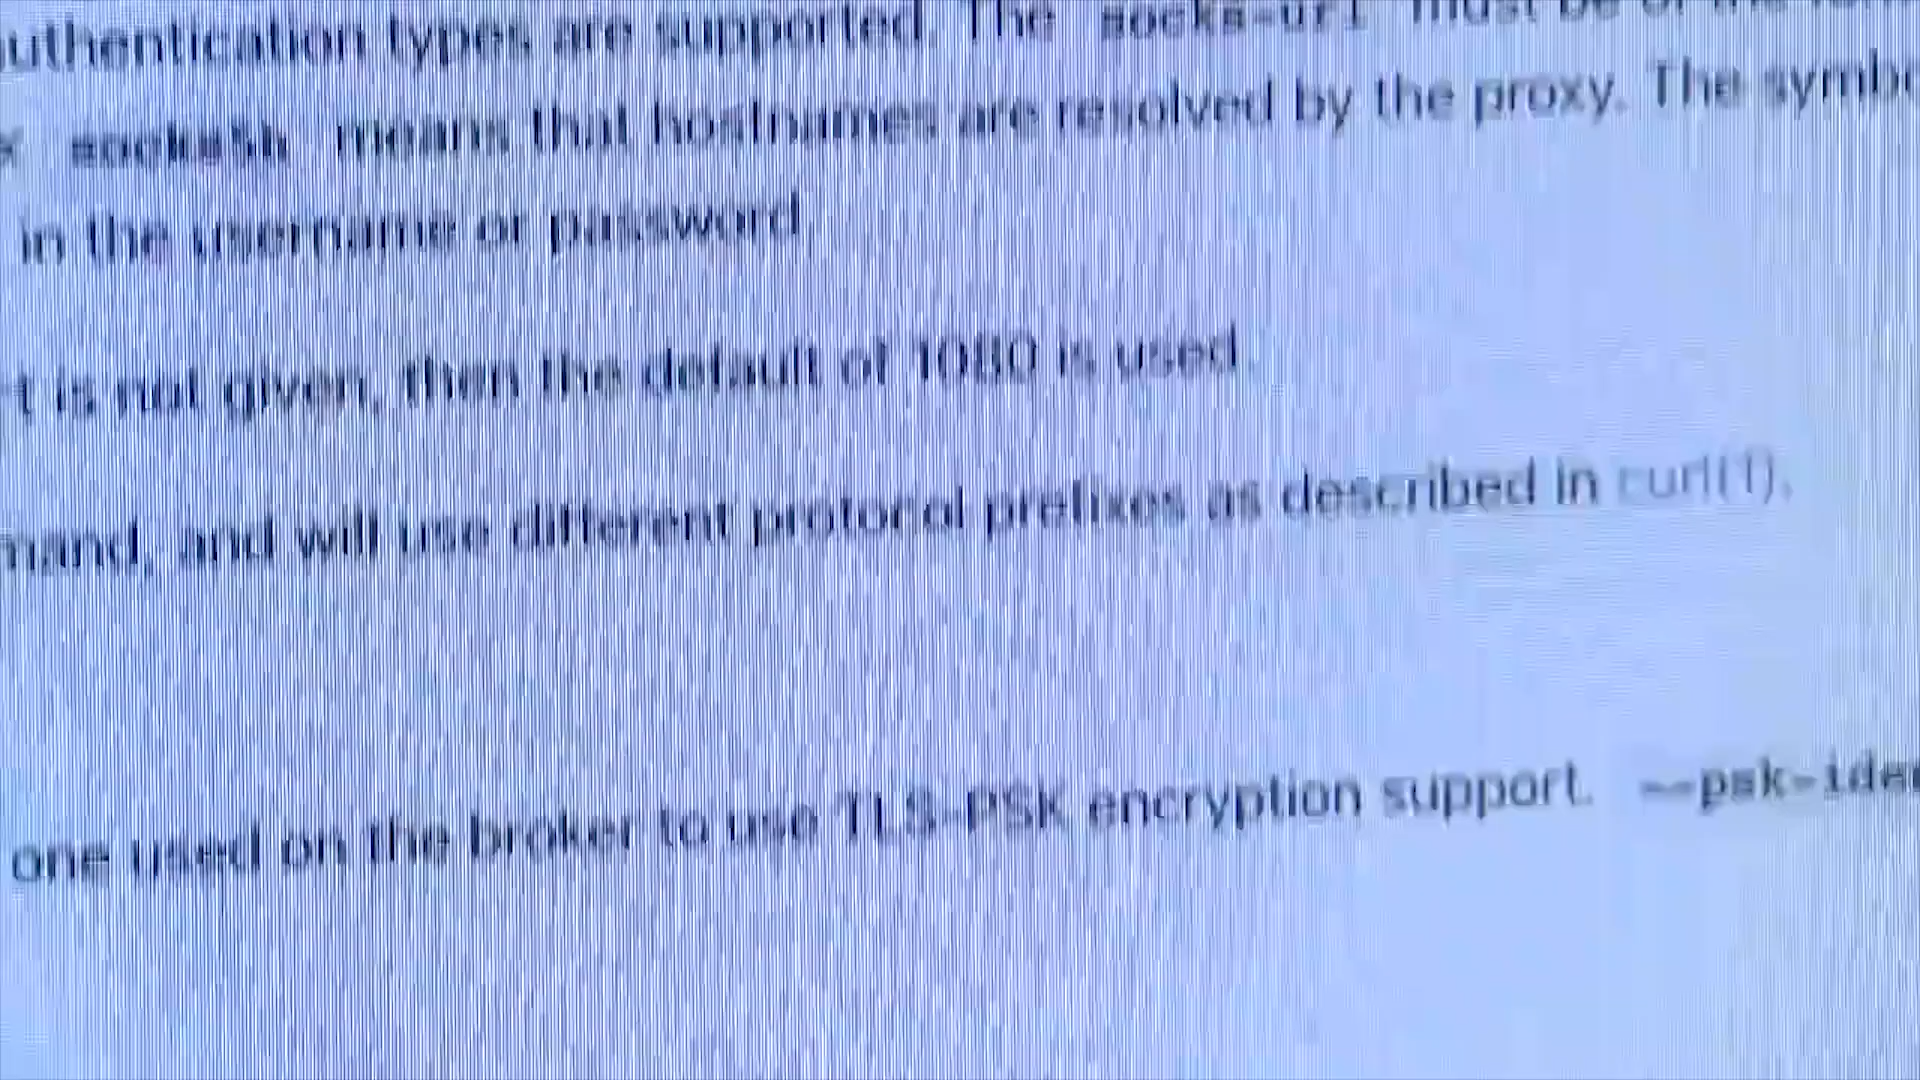 authentication types are supported. The socks-url must be of the
socks5h means that hostnames are resolved by the proxy. The symbo
in the username or password.
t is not given, then the default of 1080 is used.
mand, and will use different protocol prefixes as described in curl(1).
one used on the broker to use TLS-PSK encryption support. --psk-iden